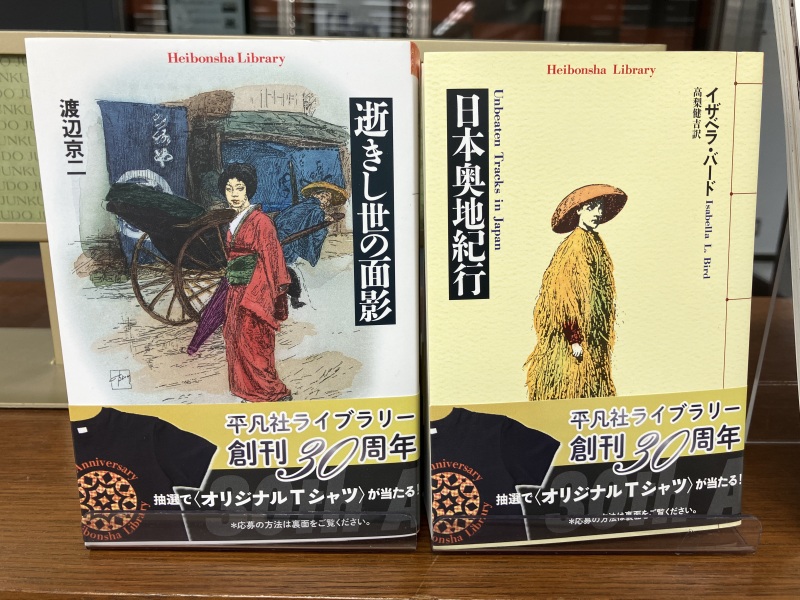 Heibonsha Library
渡辺京二
逝きし世の面影
平凡社ライブラリー
創刊30周年
抽選で〈オリジナルTシャツ〉が当たる!
*応募の方法は裏面をご覧ください。
Anniversary
Heibonsha Library
イザベラ・バード
高梨健吉訳
Isabella L. Bird
Unbeaten Tracks in Japan
日本奥地紀行
平凡社ライブラリー
創刊30周年
抽選で〈オリジナルTシャツ〉が当たる!
Anniversary